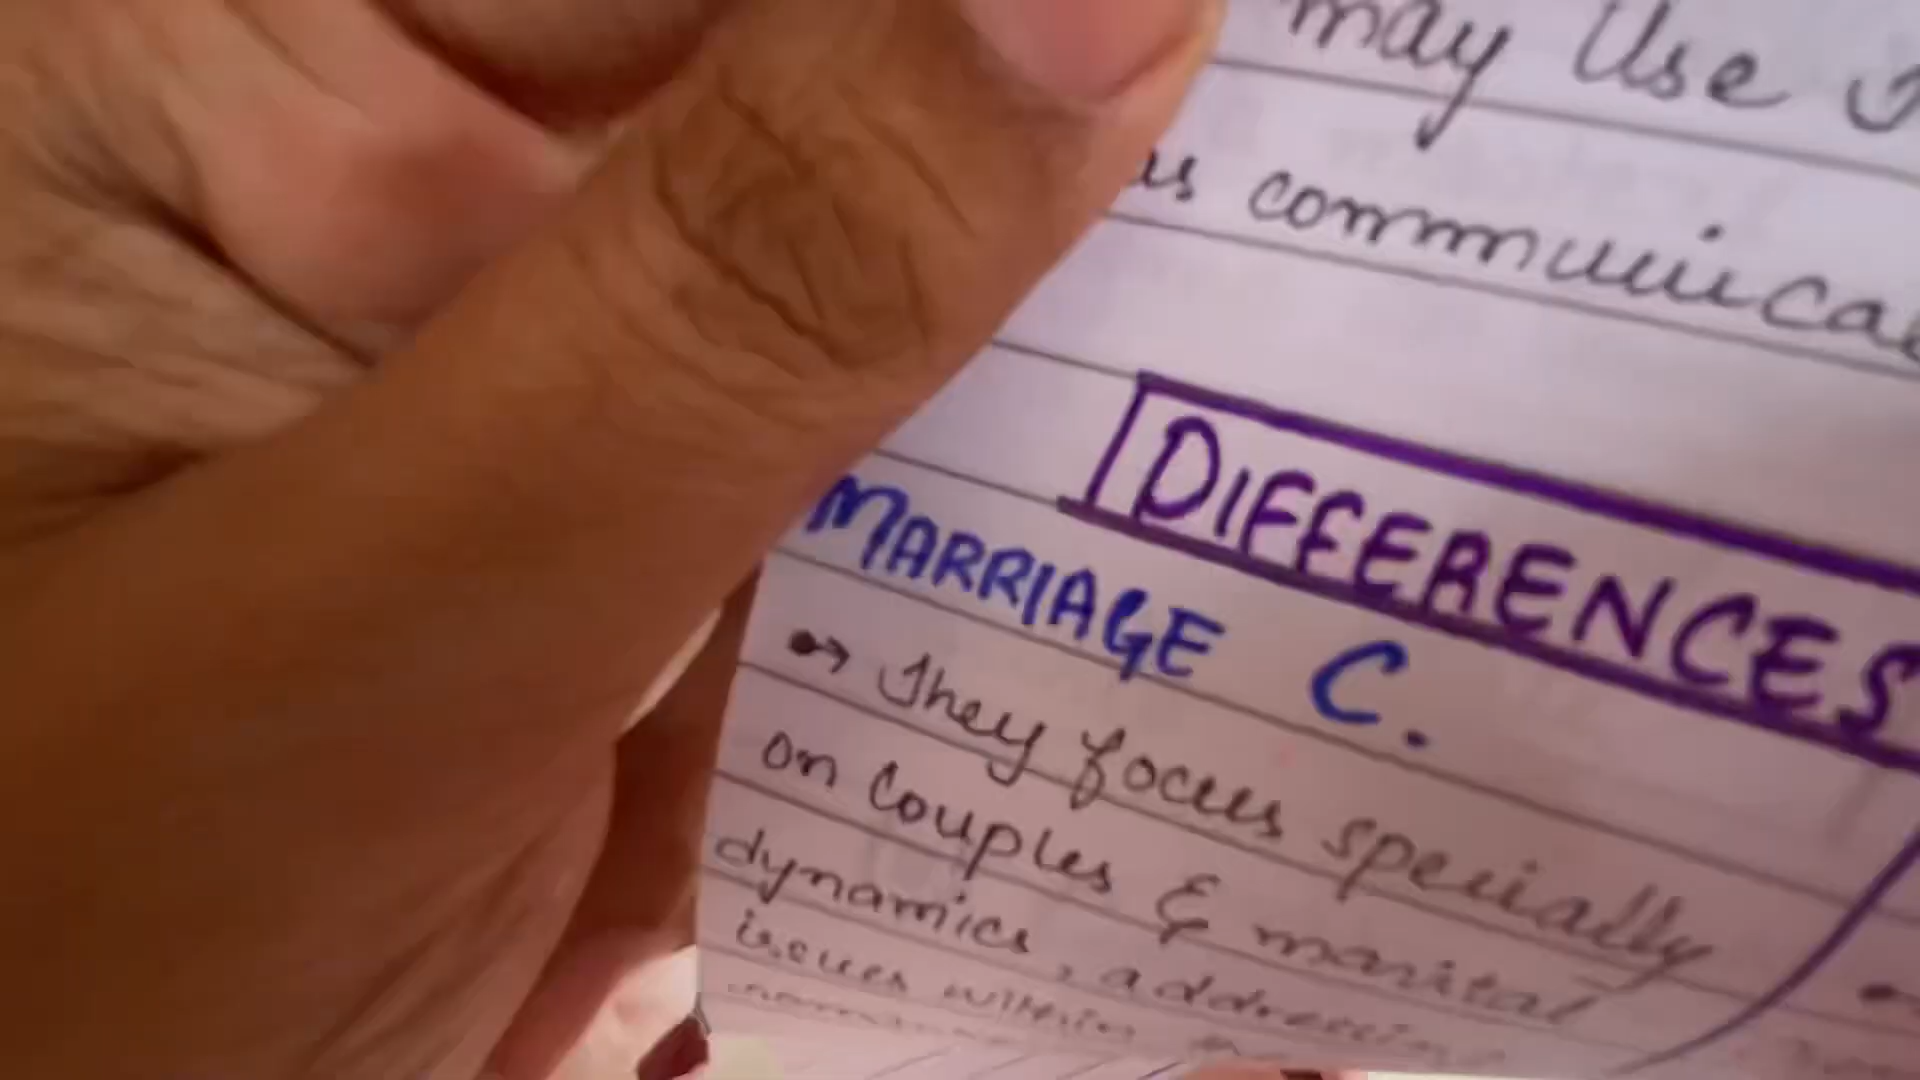 may Use
communica
DIFFERENCES
MARRIAGE C.
They focus specially
on couples & marital
dynamics, addressing
issues within